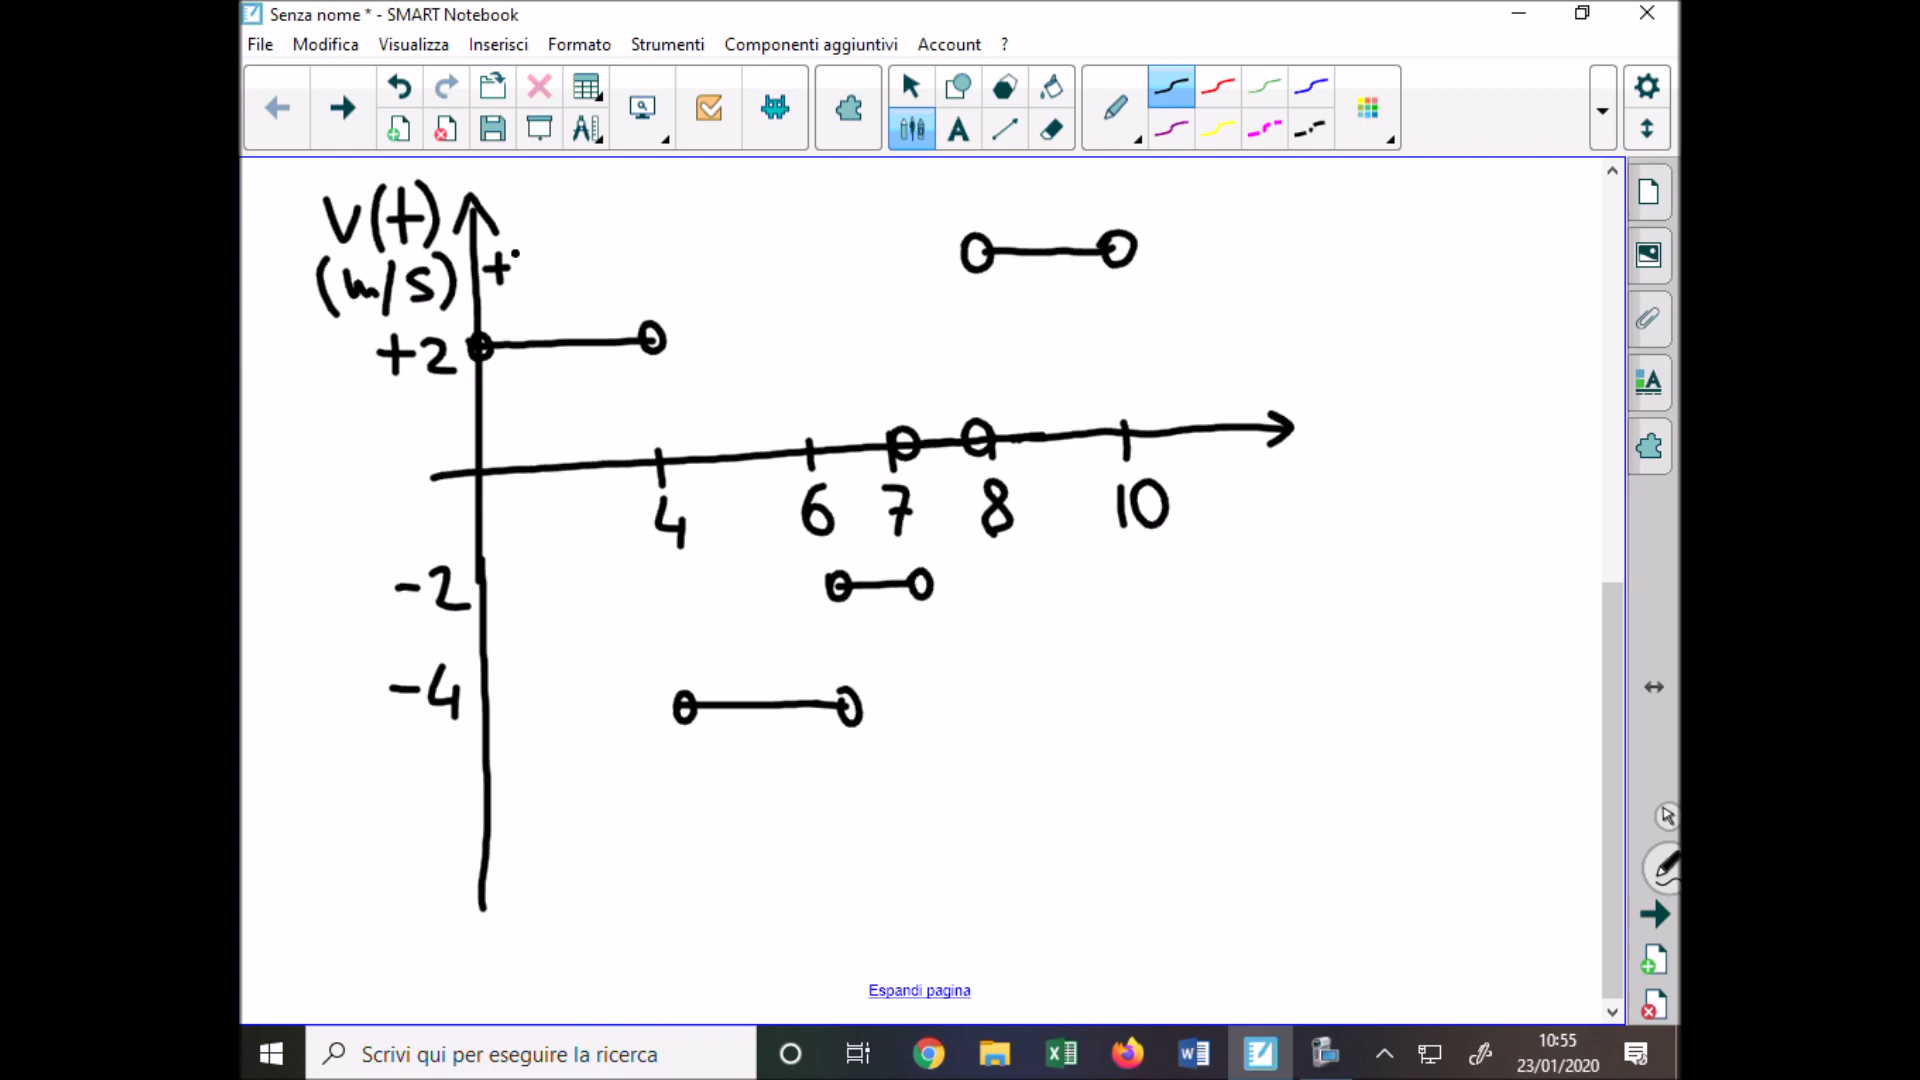 Senza nome * - SMART Notebook
File Modifica Visualizza Inserisci Formato Strumenti Componenti aggiuntivi Account ?
V(t)
(m/s)
+
+2
4 6 7 8 10
-2
-4
Espandi pagina
Scrivi qui per eseguire la ricerca
10:55
23/01/2020